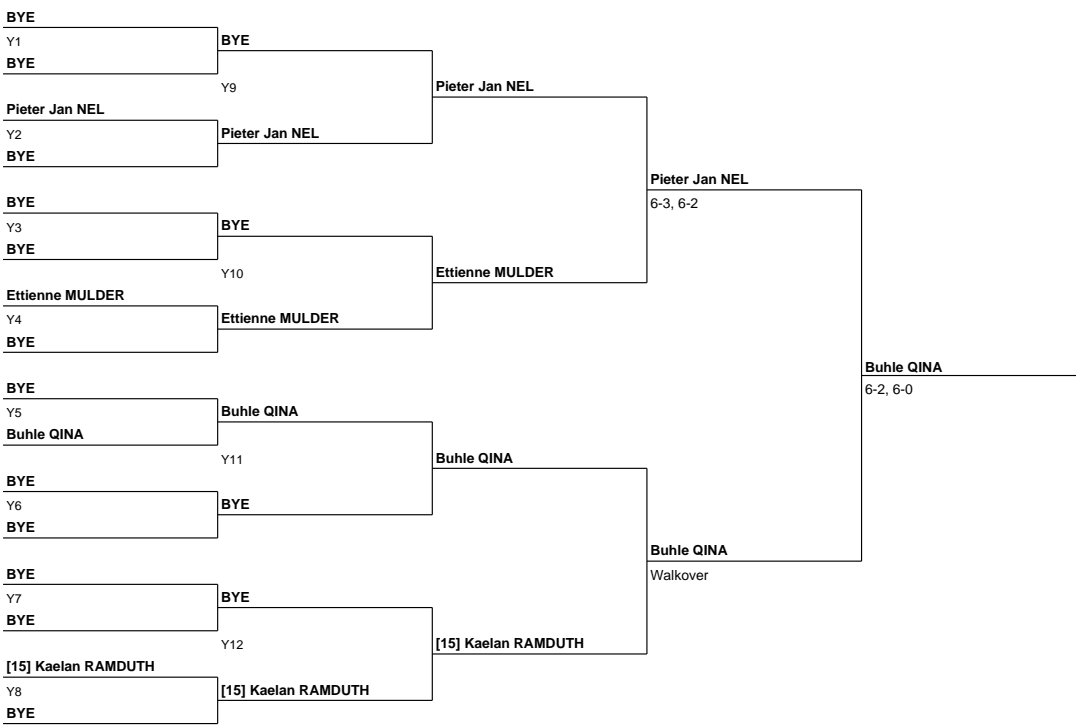 BYE
Y1
BYE
BYE
Y9
Pieter Jan NEL
Pieter Jan NEL
Y2
Pieter Jan NEL
BYE
Pieter Jan NEL
6-3, 6-2
BYE
Y3
BYE
BYE
Y10
Ettienne MULDER
Ettienne MULDER
Y4
Ettienne MULDER
BYE
Buhle QINA
6-2, 6-0
BYE
Y5
Buhle QINA
Buhle QINA
Y11
Buhle QINA
BYE
Y6
BYE
BYE
Buhle QINA
Walkover
BYE
Y7
BYE
BYE
Y12
[15] Kaelan RAMDUTH
[15] Kaelan RAMDUTH
Y8
[15] Kaelan RAMDUTH
BYE